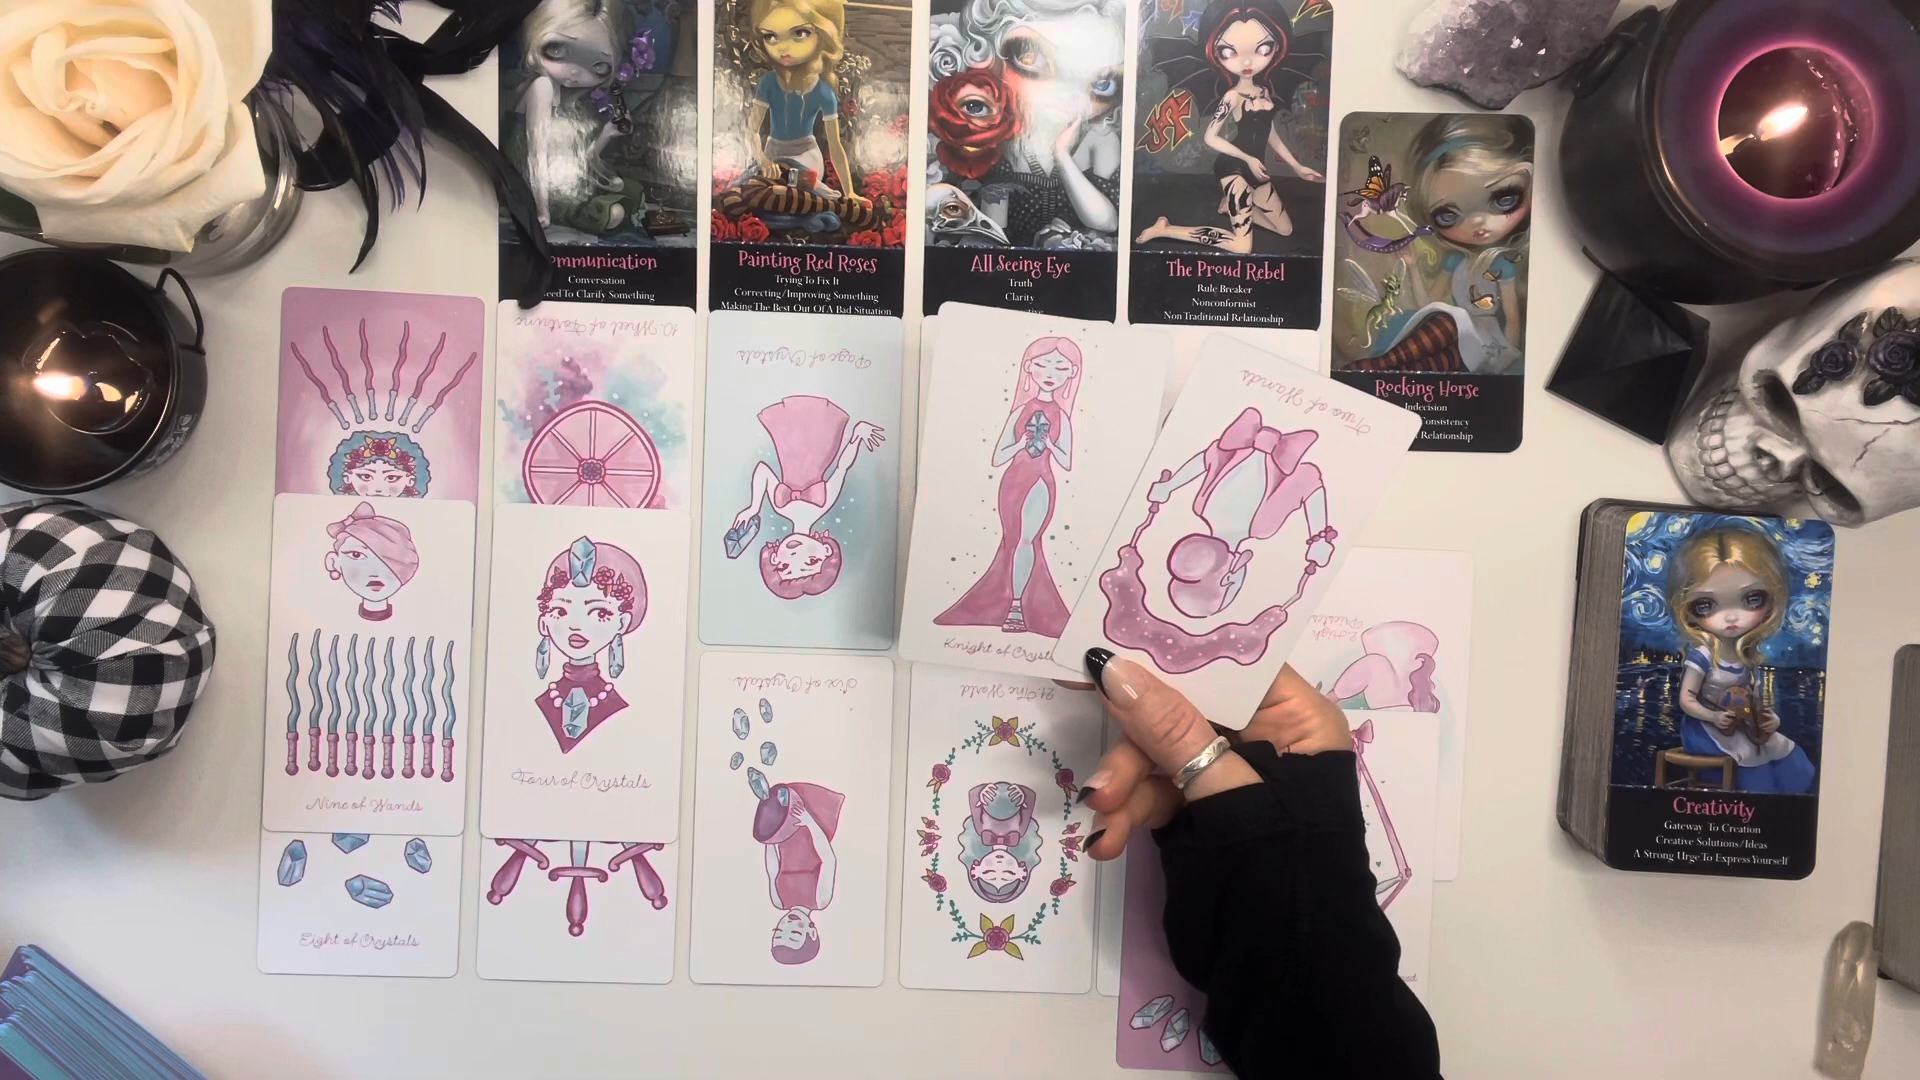 ommunication
Conversation
eed To Clarify Something
Painting Red Roses
Trying To Fix It
Correcting/Improving Something
Making The Best Out Of A Bad Situation
All Seeing Eye
Truth
Clarity
The Proud Rebel
Rule Breaker
Nonconformist
Non Traditional Relationship
Rocking Horse
Indecision
Consistency
Relationship
10. Wheel of Fortune
Page of Crystals
Knight of Crysta
Two of Wands
2. High
Priestess
Nine of Wands
Four of Crystals
Six of Crystals
21. The World
Eight of Crystals
Creativity
Gateway To Creation
Creative Solutions/Ideas
A Strong Urge To Express Yourself